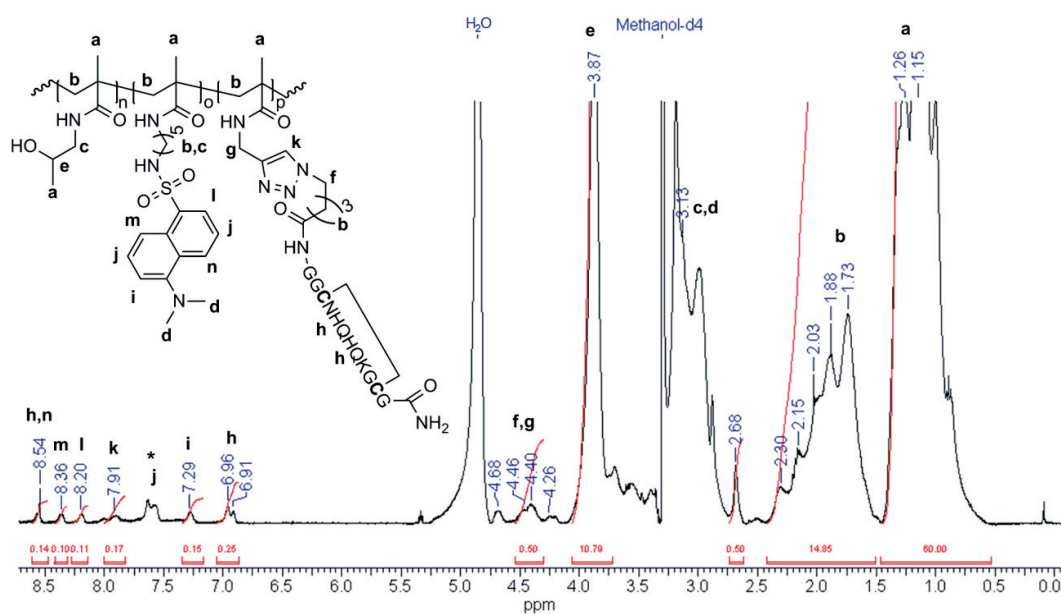 H₂O
Methanol-d4
e
3.87
a
1.26
1.15
a a a
b b b
n o p
HN O HN O HN O
HO c 5 b,c g k
e HN N
a N=N f
O S O 3
m l O b
j j HN
n GGCNHQHQKGCG
i N d h h O
d NH₂
3.13
c,d
b
2.03
1.88
1.73
h,n
8.54
m
8.36
l
8.20
k
7.91
*
j
i
7.29
h
6.96
6.91
f,g
4.68
4.46
4.40
4.26
2.68
2.30
2.15
0.14 0.10 0.11 0.17 0.15 0.25 0.50 10.79 0.50 14.85 60.00
8.5 8.0 7.5 7.0 6.5 6.0 5.5 5.0 4.5 4.0 3.5 3.0 2.5 2.0 1.5 1.0 0.5 0.0
ppm